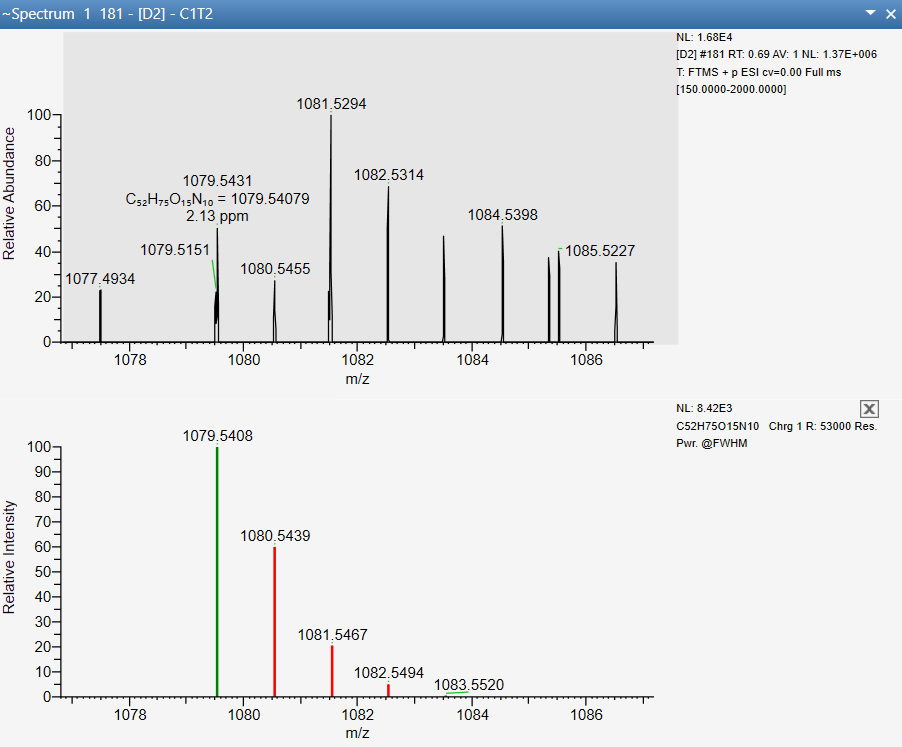 ~Spectrum 1 181 - [D2] - C1T2
NL: 1.68E4
[D2] #181 RT: 0.69 AV: 1 NL: 1.37E+006
T: FTMS + p ESI cv=0.00 Full ms
[150.0000-2000.0000]
Relative Abundance
100
80
60
40
20
0
1081.5294
1079.5431
C₅₂H₇₅O₁₅N₁₀ = 1079.54079
2.13 ppm
1082.5314
1084.5398
1079.5151
1085.5227
1080.5455
1077.4934
1078 1080 1082 1084 1086
m/z
NL: 8.42E3
C52H75O15N10 Chrg 1 R: 53000 Res.
Pwr. @FWHM
Relative Intensity
100
90
80
70
60
50
40
30
20
10
0
1079.5408
1080.5439
1081.5467
1082.5494
1083.5520
1078 1080 1082 1084 1086
m/z